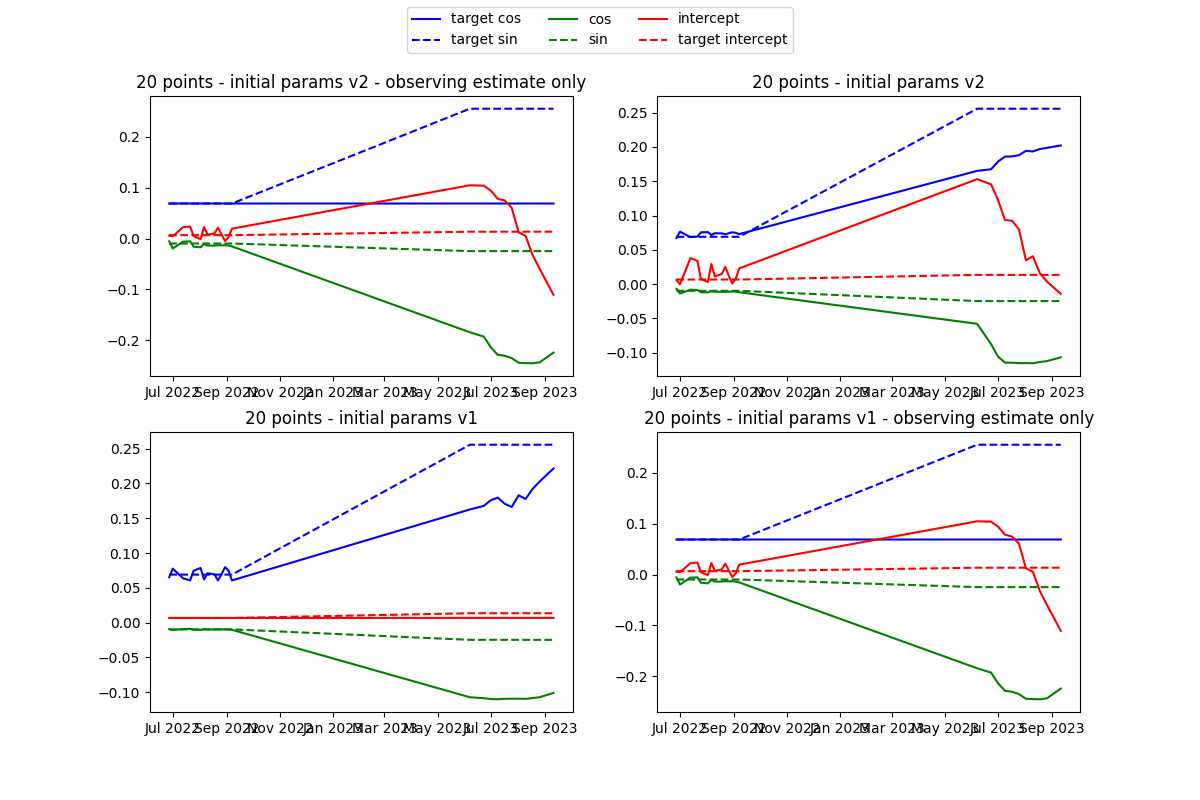 target cos cos intercept
target sin sin target intercept
20 points - initial params v2 - observing estimate only
0.2
0.1
0.0
−0.1
−0.2
Jul 2022 Sep 2022 Nov 2022 Jan 2023 Mar 2023 May 2023 Jul 2023 Sep 2023
20 points - initial params v2
0.25
0.20
0.15
0.10
0.05
0.00
−0.05
−0.10
Jul 2022 Sep 2022 Nov 2022 Jan 2023 Mar 2023 May 2023 Jul 2023 Sep 2023
20 points - initial params v1
0.25
0.20
0.15
0.10
0.05
0.00
−0.05
−0.10
Jul 2022 Sep 2022 Nov 2022 Jan 2023 Mar 2023 May 2023 Jul 2023 Sep 2023
20 points - initial params v1 - observing estimate only
0.2
0.1
0.0
−0.1
−0.2
Jul 2022 Sep 2022 Nov 2022 Jan 2023 Mar 2023 May 2023 Jul 2023 Sep 2023